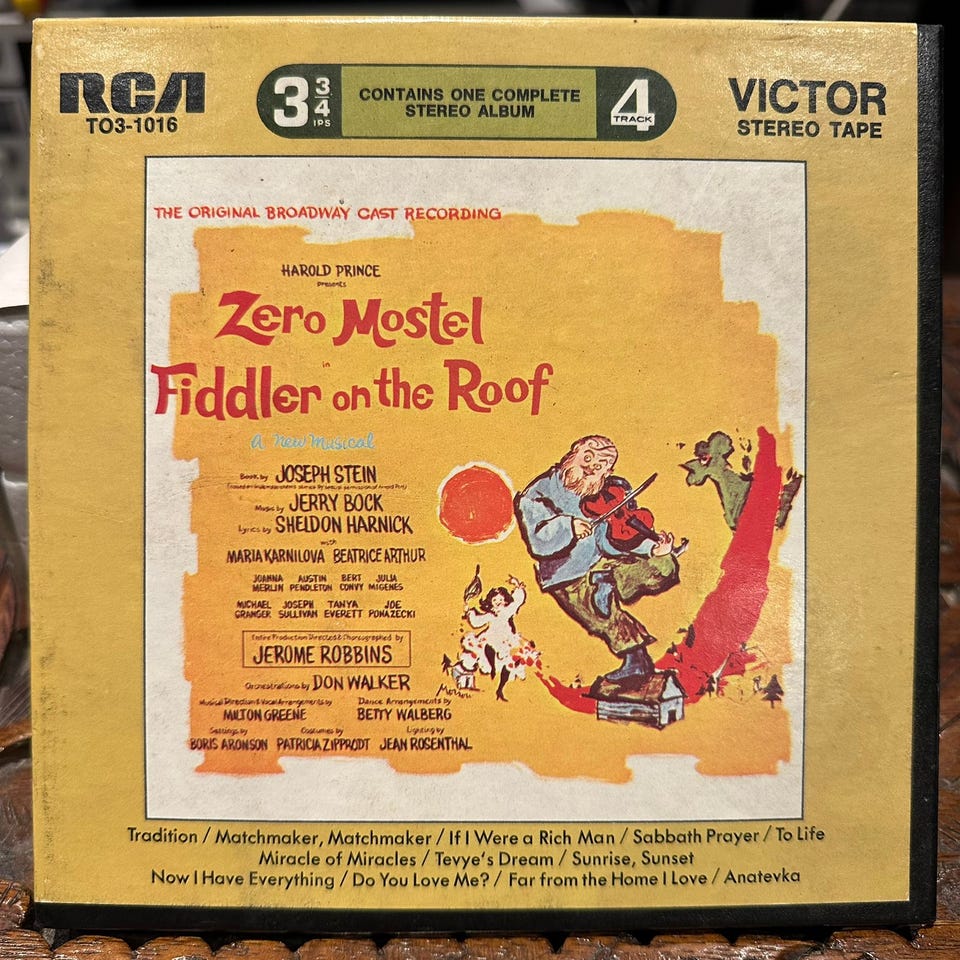 RCA
TO3-1016
3 3/4 IPS
CONTAINS ONE COMPLETE
STEREO ALBUM
4
TRACK
VICTOR
STEREO TAPE
THE ORIGINAL BROADWAY CAST RECORDING
HAROLD PRINCE
presents
Zero Mostel
in
Fiddler on the Roof
A New Musical
Book by JOSEPH STEIN
Music by JERRY BOCK
Lyrics by SHELDON HARNICK
with
MARIA KARNILOVA BEATRICE ARTHUR
JOANNA AUSTIN BERT JULIA
MERLIN PENDLETON CONVY MIGENES
MICHAEL JOSEPH TANYA JOE
GRANGER SULLIVAN EVERETT PONAZECKI
Entire Production Directed & Choreographed by
JEROME ROBBINS
Orchestrations by DON WALKER
Musical Direction & Vocal Arrangements by Dance Arrangements by
MILTON GREENE BETTY WALBERG
Settings by Costumes by Lighting by
BORIS ARONSON PATRICIA ZIPPRODT JEAN ROSENTHAL
Morrow
Tradition / Matchmaker, Matchmaker / If I Were a Rich Man / Sabbath Prayer / To Life
Miracle of Miracles / Tevye's Dream / Sunrise, Sunset
Now I Have Everything / Do You Love Me? / Far from the Home I Love / Anatevka